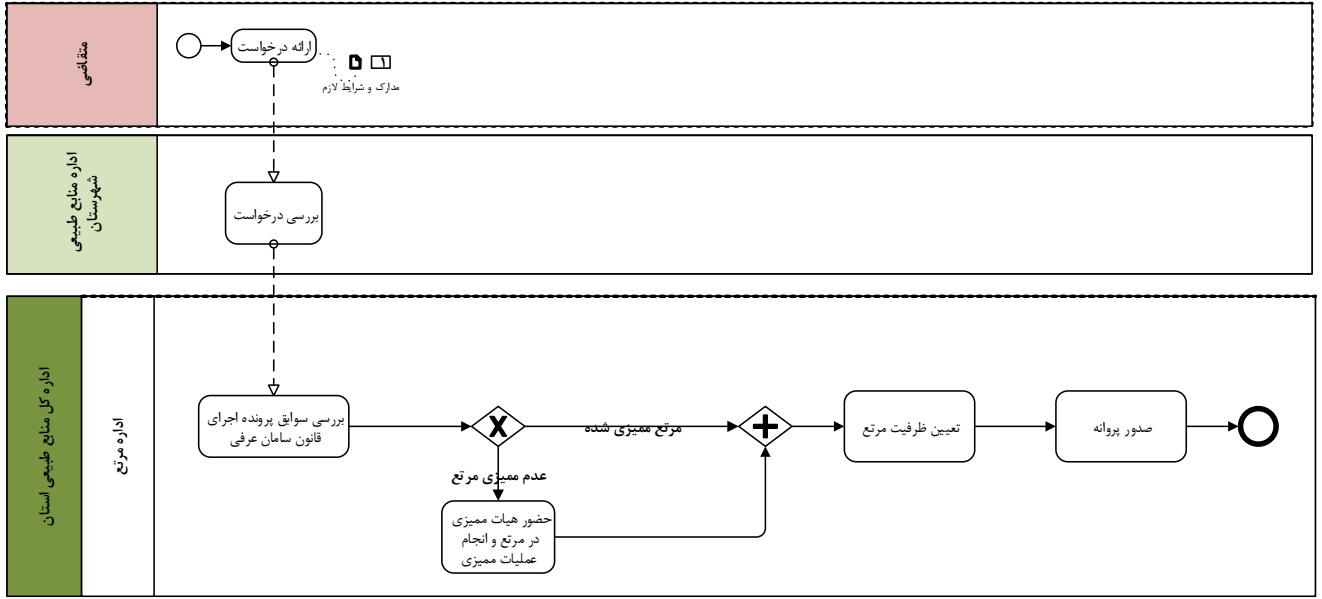 متقاضی
ارائه درخواست
۱
مدارک و شرایط لازم
اداره منابع طبیعی
شهرستان
بررسی درخواست
اداره کل منابع طبیعی استان
اداره مرتع
بررسی سوابق پرونده اجرای
قانون سامان عرفی
X
مرتع ممیزی شده
عدم ممیزی مرتع
حضور هیات ممیزی
در مرتع و انجام
عملیات ممیزی
تعیین ظرفیت مرتع
صدور پروانه